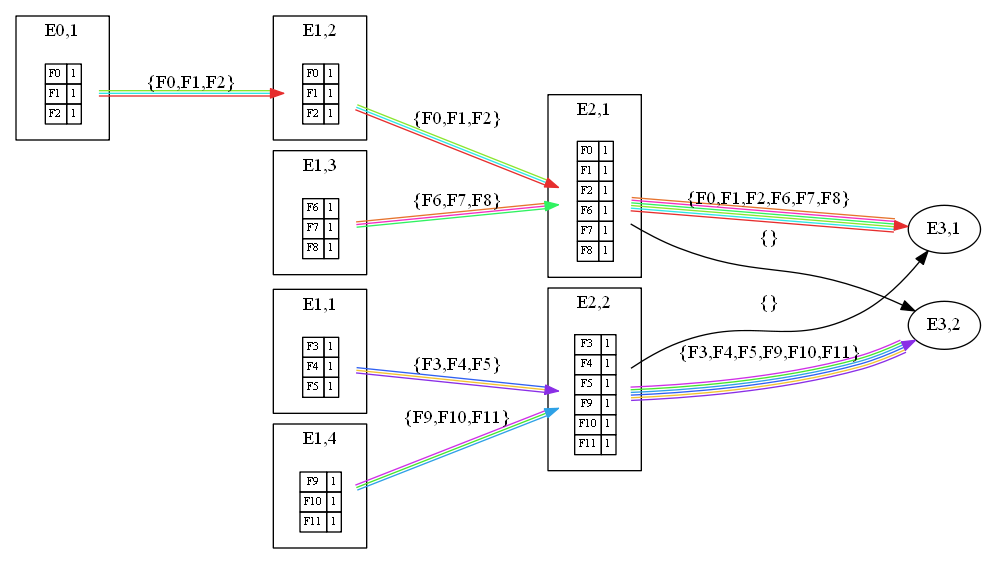 E0,1
F0 1
F1 1
F2 1
{F0,F1,F2}
E1,2
F0 1
F1 1
F2 1
{F0,F1,F2}
E1,3
F6 1
F7 1
F8 1
{F6,F7,F8}
E1,1
F3 1
F4 1
F5 1
{F3,F4,F5}
E1,4
F9 1
F10 1
F11 1
{F9,F10,F11}
E2,1
F0 1
F1 1
F2 1
F6 1
F7 1
F8 1
{F0,F1,F2,F6,F7,F8}
{}
E2,2
F3 1
F4 1
F5 1
F9 1
F10 1
F11 1
{}
{F3,F4,F5,F9,F10,F11}
E3,1
E3,2